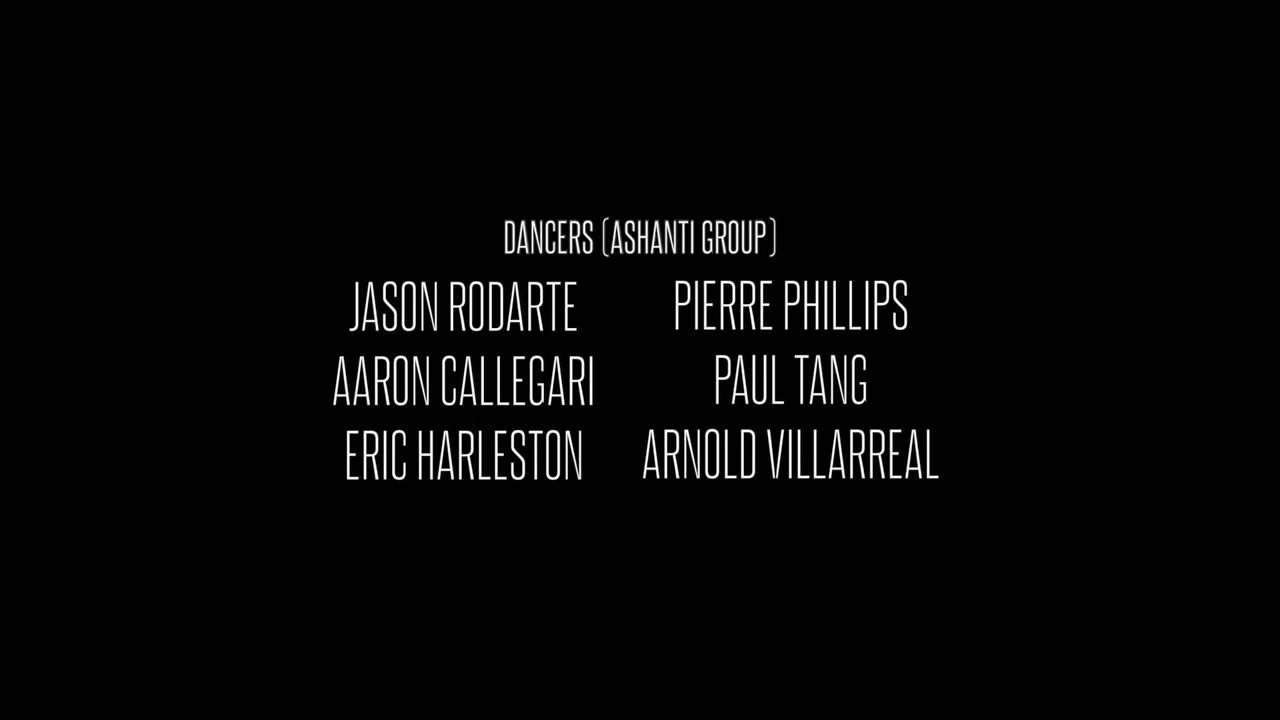 DANCERS (ASHANTI GROUP)
JASON RODARTE PIERRE PHILLIPS
AARON CALLEGARI PAUL TANG
ERIC HARLESTON ARNOLD VILLARREAL